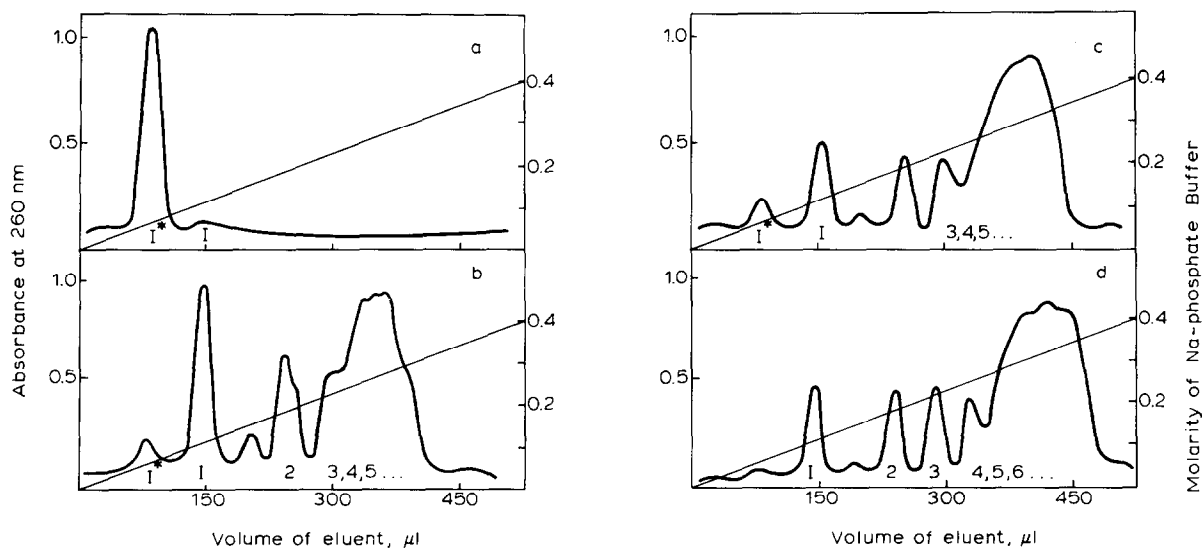 Absorbance at 260 nm
1.0
0.5
a
I*
I
0.4
0.2
1.0
0.5
b
I*
I
2
3,4,5...
0.4
0.2
150
300
450
Volume of eluent, µl
1.0
0.5
c
I*
I
3,4,5...
0.4
0.2
1.0
0.5
d
I
2
3
4,5,6...
0.4
0.2
150
300
450
Volume of eluent, µl
Molarity of Na-phosphate Buffer